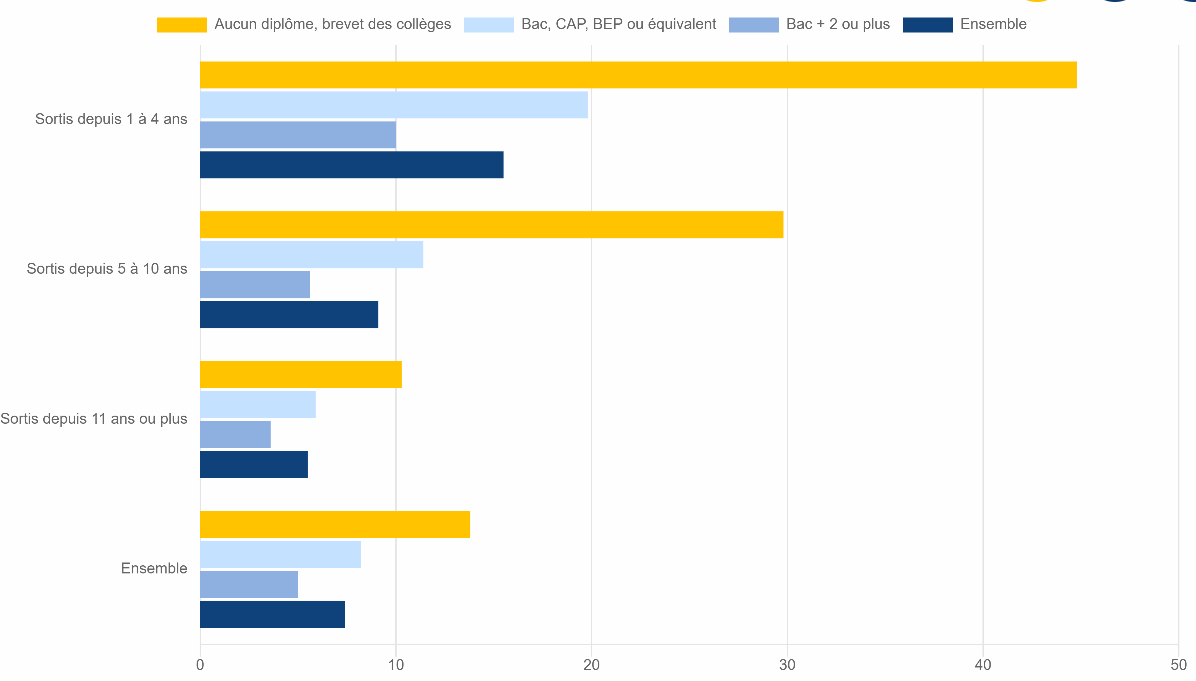 Aucun diplôme, brevet des collèges Bac, CAP, BEP ou équivalent Bac + 2 ou plus Ensemble
Sortis depuis 1 à 4 ans
Sortis depuis 5 à 10 ans
Sortis depuis 11 ans ou plus
Ensemble
0 10 20 30 40 50